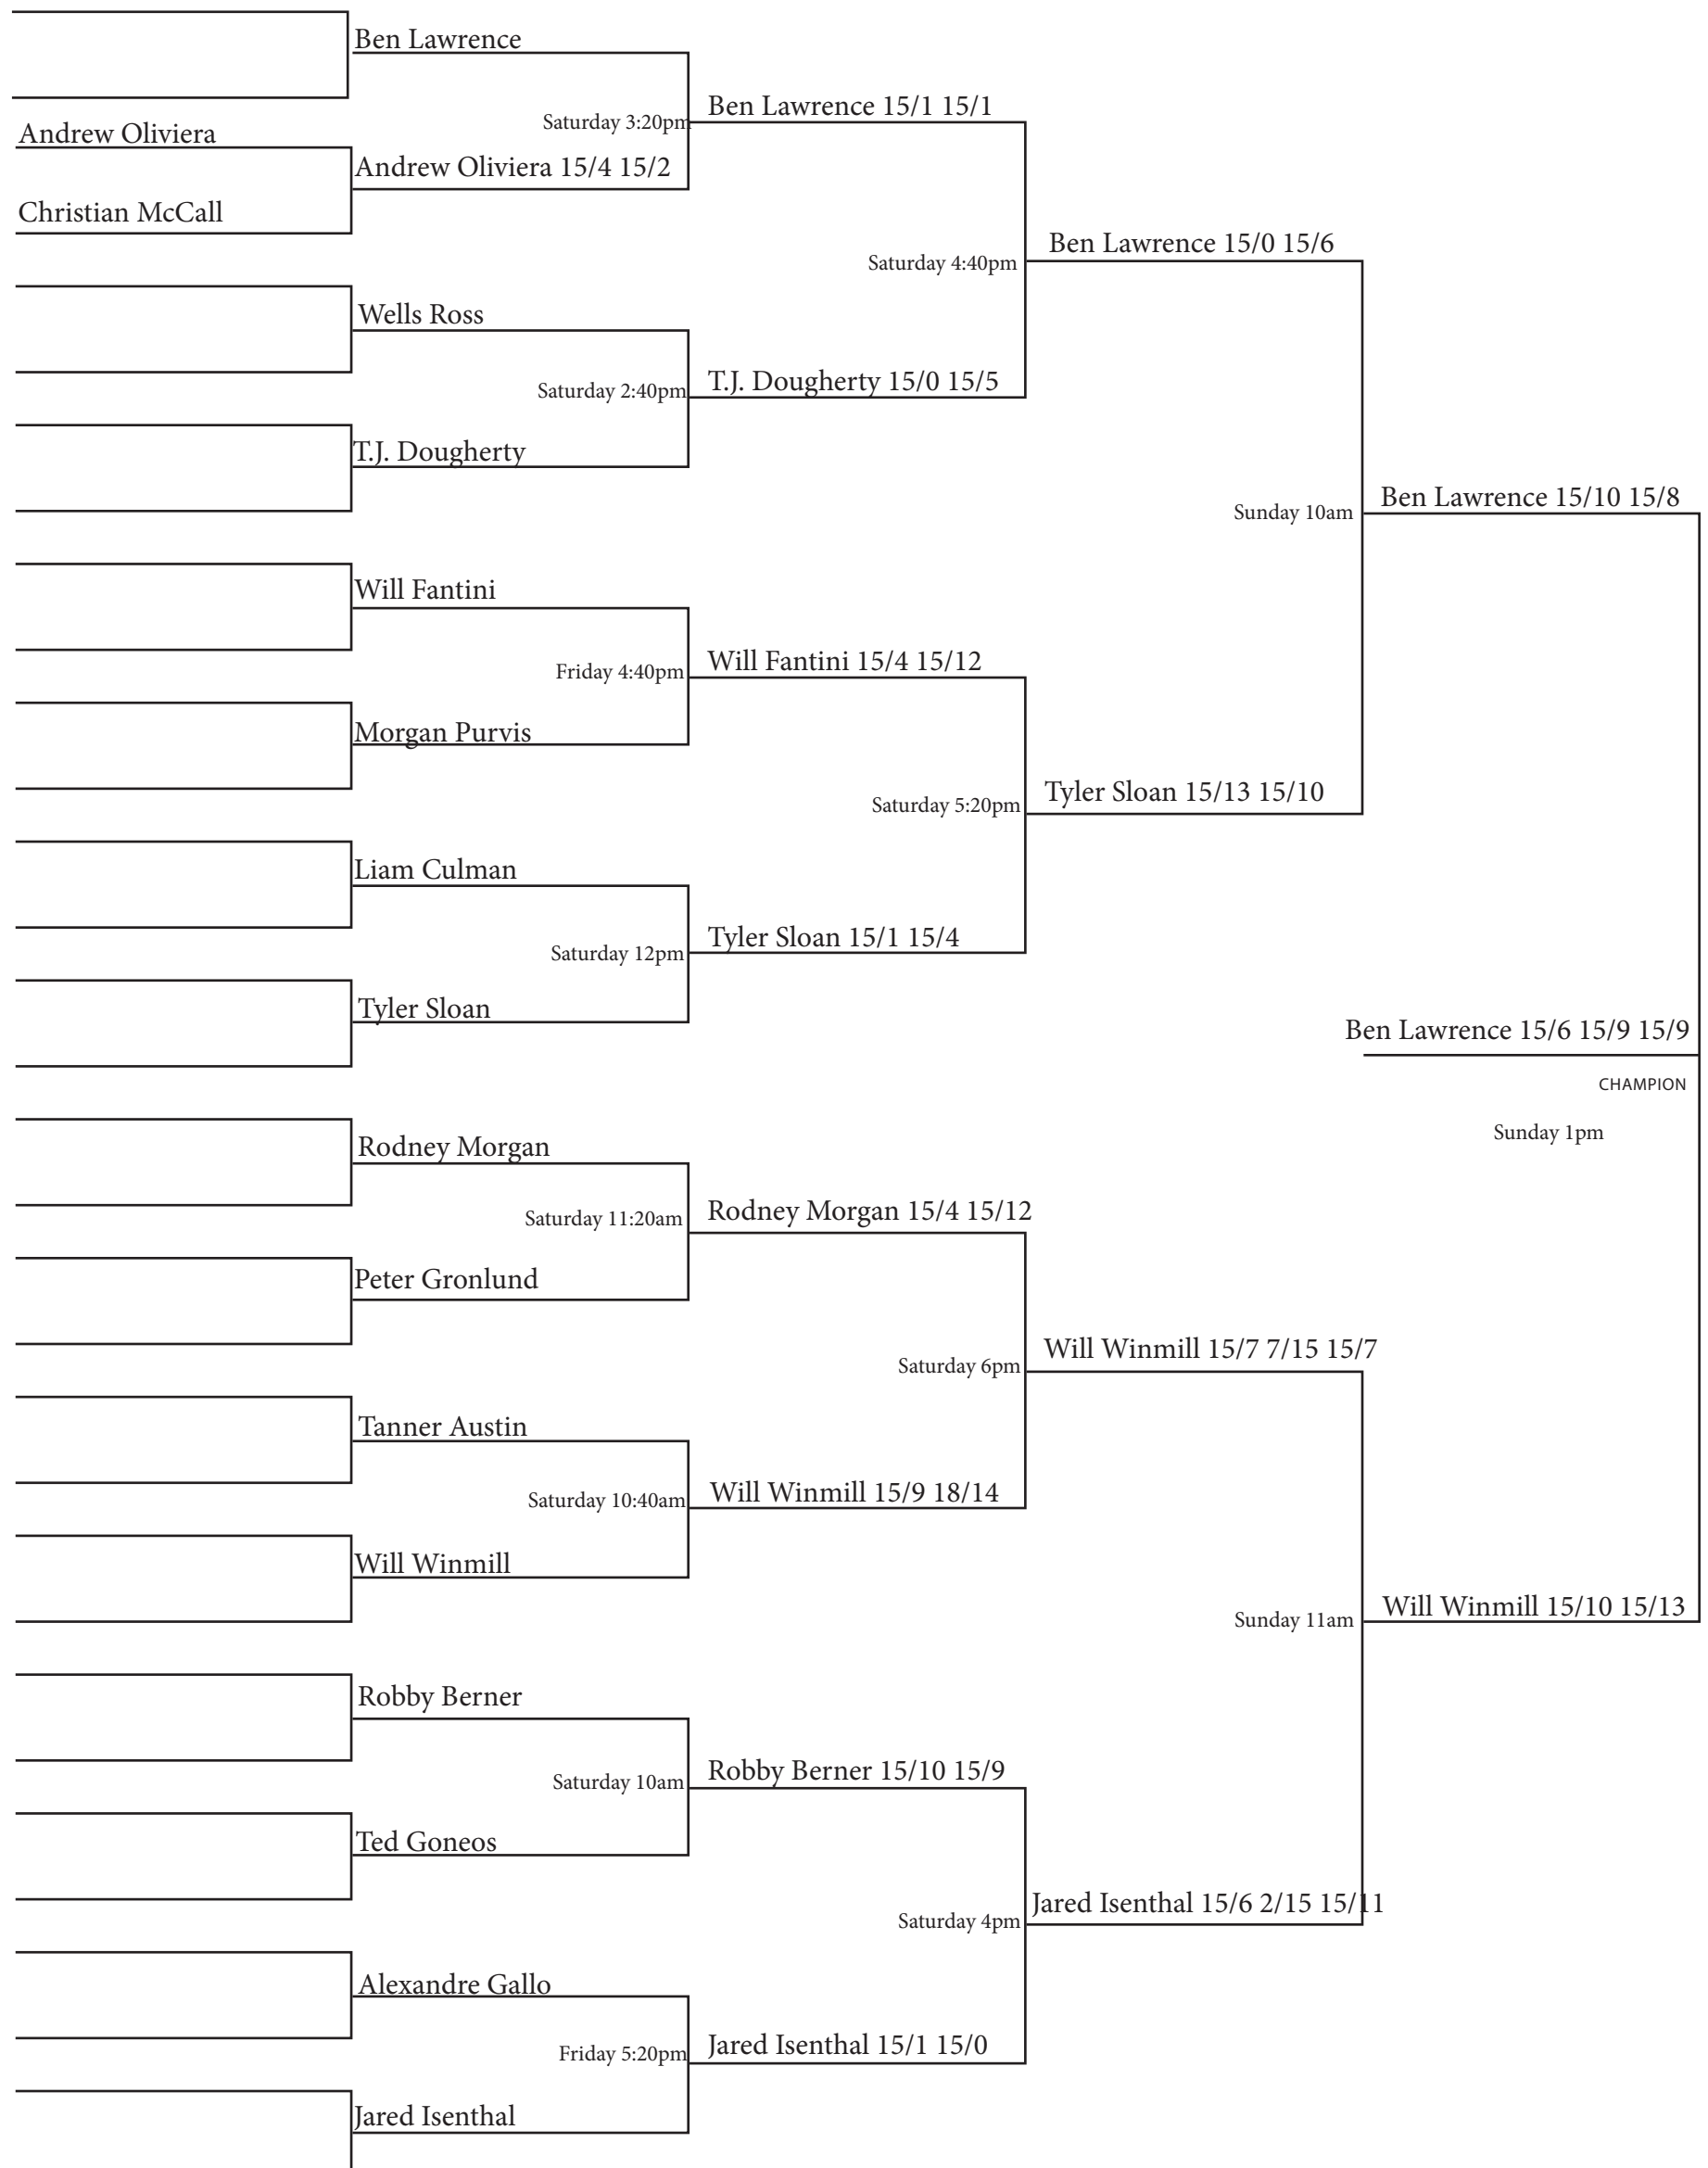 Ben Lawrence
Ben Lawrence 15/1 15/1
Saturday 3:20pm
Andrew Oliviera
Andrew Oliviera 15/4 15/2
Christian McCall
Ben Lawrence 15/0 15/6
Saturday 4:40pm
Wells Ross
T.J. Dougherty 15/0 15/5
Saturday 2:40pm
T.J. Dougherty
Ben Lawrence 15/10 15/8
Sunday 10am
Will Fantini
Will Fantini 15/4 15/12
Friday 4:40pm
Morgan Purvis
Tyler Sloan 15/13 15/10
Saturday 5:20pm
Liam Culman
Tyler Sloan 15/1 15/4
Saturday 12pm
Tyler Sloan
Ben Lawrence 15/6 15/9 15/9
CHAMPION
Sunday 1pm
Rodney Morgan
Rodney Morgan 15/4 15/12
Saturday 11:20am
Peter Gronlund
Will Winmill 15/7 7/15 15/7
Saturday 6pm
Tanner Austin
Will Winmill 15/9 18/14
Saturday 10:40am
Will Winmill
Will Winmill 15/10 15/13
Sunday 11am
Robby Berner
Robby Berner 15/10 15/9
Saturday 10am
Ted Goneos
Jared Isenthal 15/6 2/15 15/11
Saturday 4pm
Alexandre Gallo
Jared Isenthal 15/1 15/0
Friday 5:20pm
Jared Isenthal